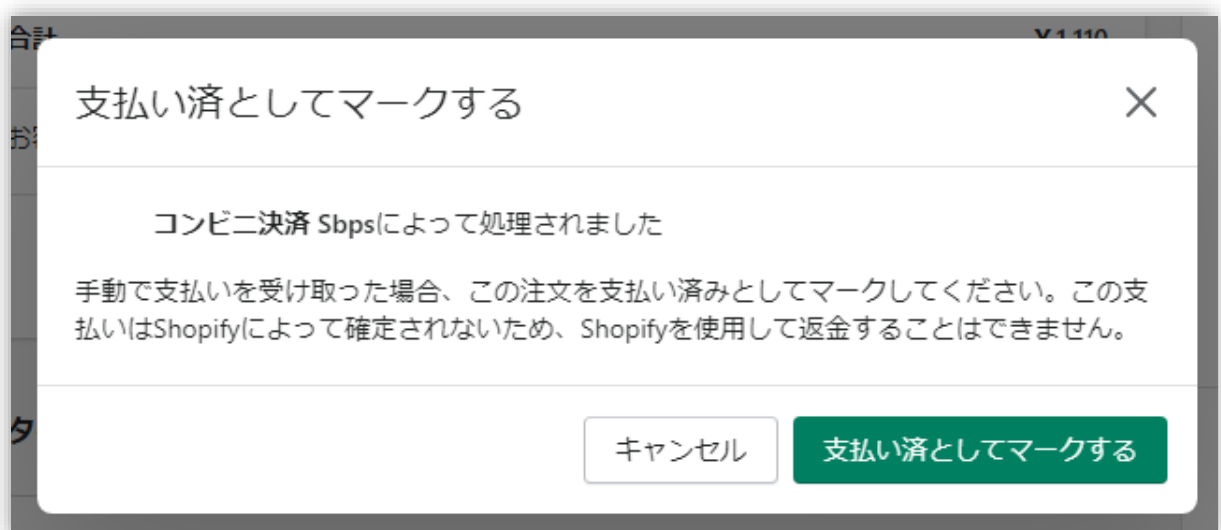 合計
¥ 1,110
支払い済としてマークする
お
コンビニ決済 Sbpsによって処理されました
手動で支払いを受け取った場合、この注文を支払い済みとしてマークしてください。この支
払いはShopifyによって確定されないため、Shopifyを使用して返金することはできません。
タ
キャンセル
支払い済としてマークする